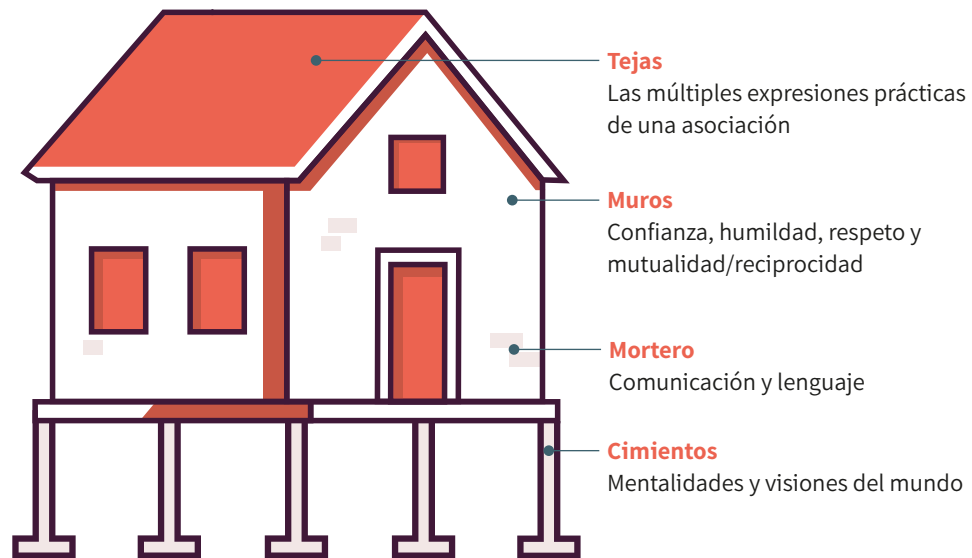 Tejas
Las múltiples expresiones prácticas
de una asociación
Muros
Confianza, humildad, respeto y
mutualidad/reciprocidad
Mortero
Comunicación y lenguaje
Cimientos
Mentalidades y visiones del mundo